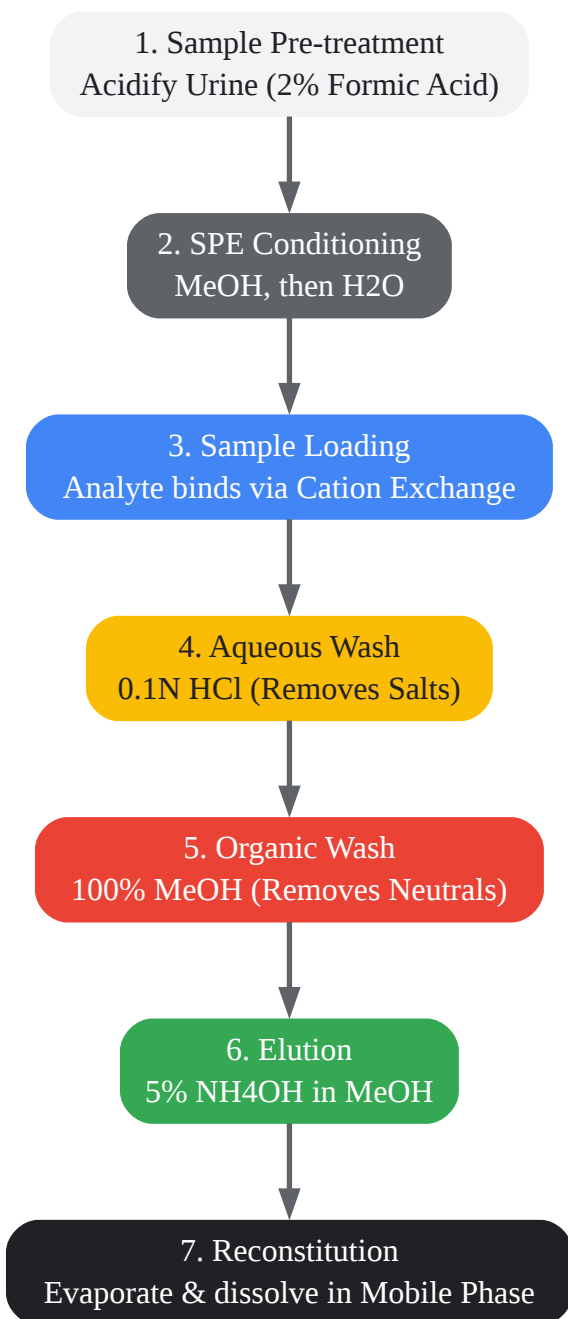 1. Sample Pre-treatment
Acidify Urine (2% Formic Acid)
2. SPE Conditioning
MeOH, then H2O
3. Sample Loading
Analyte binds via Cation Exchange
4. Aqueous Wash
0.1N HCl (Removes Salts)
5. Organic Wash
100% MeOH (Removes Neutrals)
6. Elution
5% NH4OH in MeOH
7. Reconstitution
Evaporate & dissolve in Mobile Phase